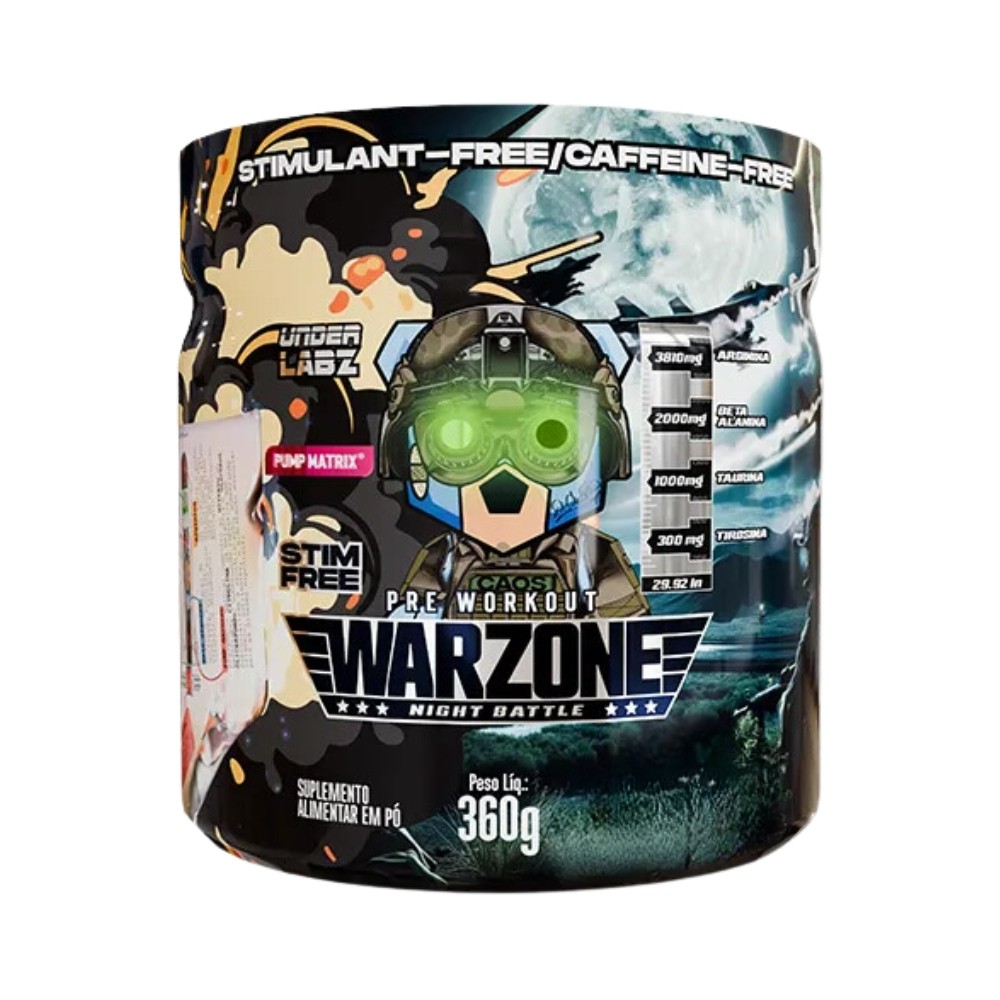 STIMULANT-FREE/CAFFEINE-FREE
UNDER
LABZ
3810mg ARGININA
2000mg BETA
ALANINA
PUMP MATRIX®
1000mg TAURINA
300 mg TIROSINA
STIM
FREE
29.92 in
CAOS
PRE WORKOUT
WARZONE
NIGHT BATTLE
SUPLEMENTO
ALIMENTAR EM PÓ
Peso Líq.:
360g